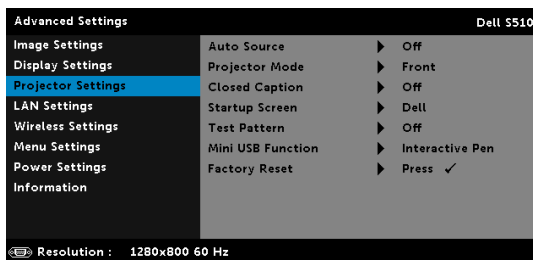 Advanced Settings Dell S510
Image Settings Auto Source Off
Display Settings Projector Mode Front
Projector Settings Closed Caption Off
LAN Settings Startup Screen Dell
Wireless Settings Test Pattern Off
Menu Settings Mini USB Function Interactive Pen
Power Settings Factory Reset Press ✓
Information
Resolution : 1280x800 60 Hz